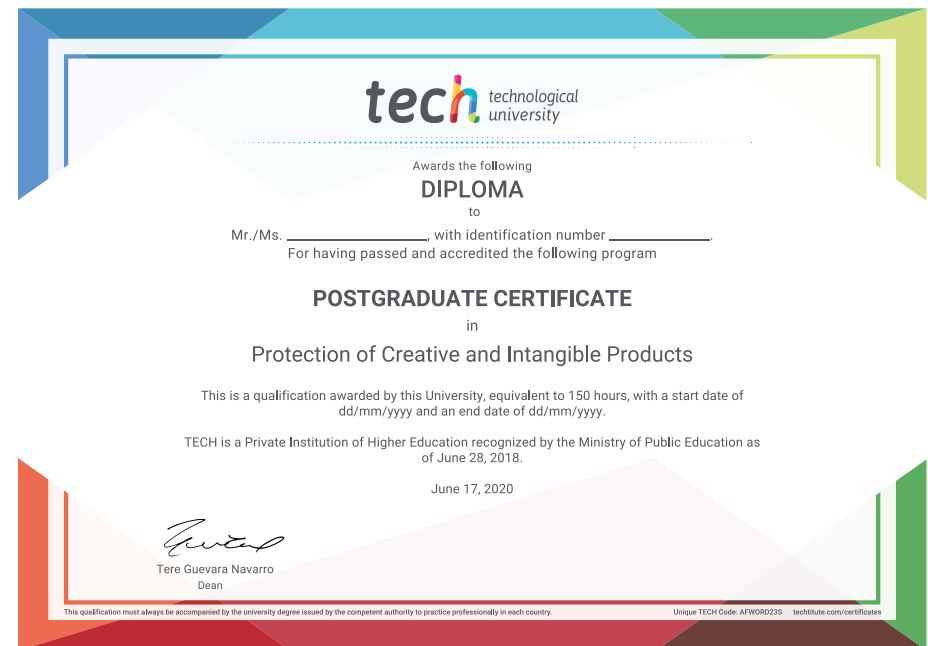 tech technological
university
Awards the following
DIPLOMA
to
Mr./Ms. ____________________, with identification number ______________.
For having passed and accredited the following program
POSTGRADUATE CERTIFICATE
in
Protection of Creative and Intangible Products
This is a qualification awarded by this University, equivalent to 150 hours, with a start date of
dd/mm/yyyy and an end date of dd/mm/yyyy.
TECH is a Private Institution of Higher Education recognized by the Ministry of Public Education as
of June 28, 2018.
June 17, 2020
Tere Guevara Navarro
Dean
This qualification must always be accompanied by the university degree issued by the competent authority to practice professionally in each country. Unique TECH Code: AFWORD23S techtitute.com/certificates